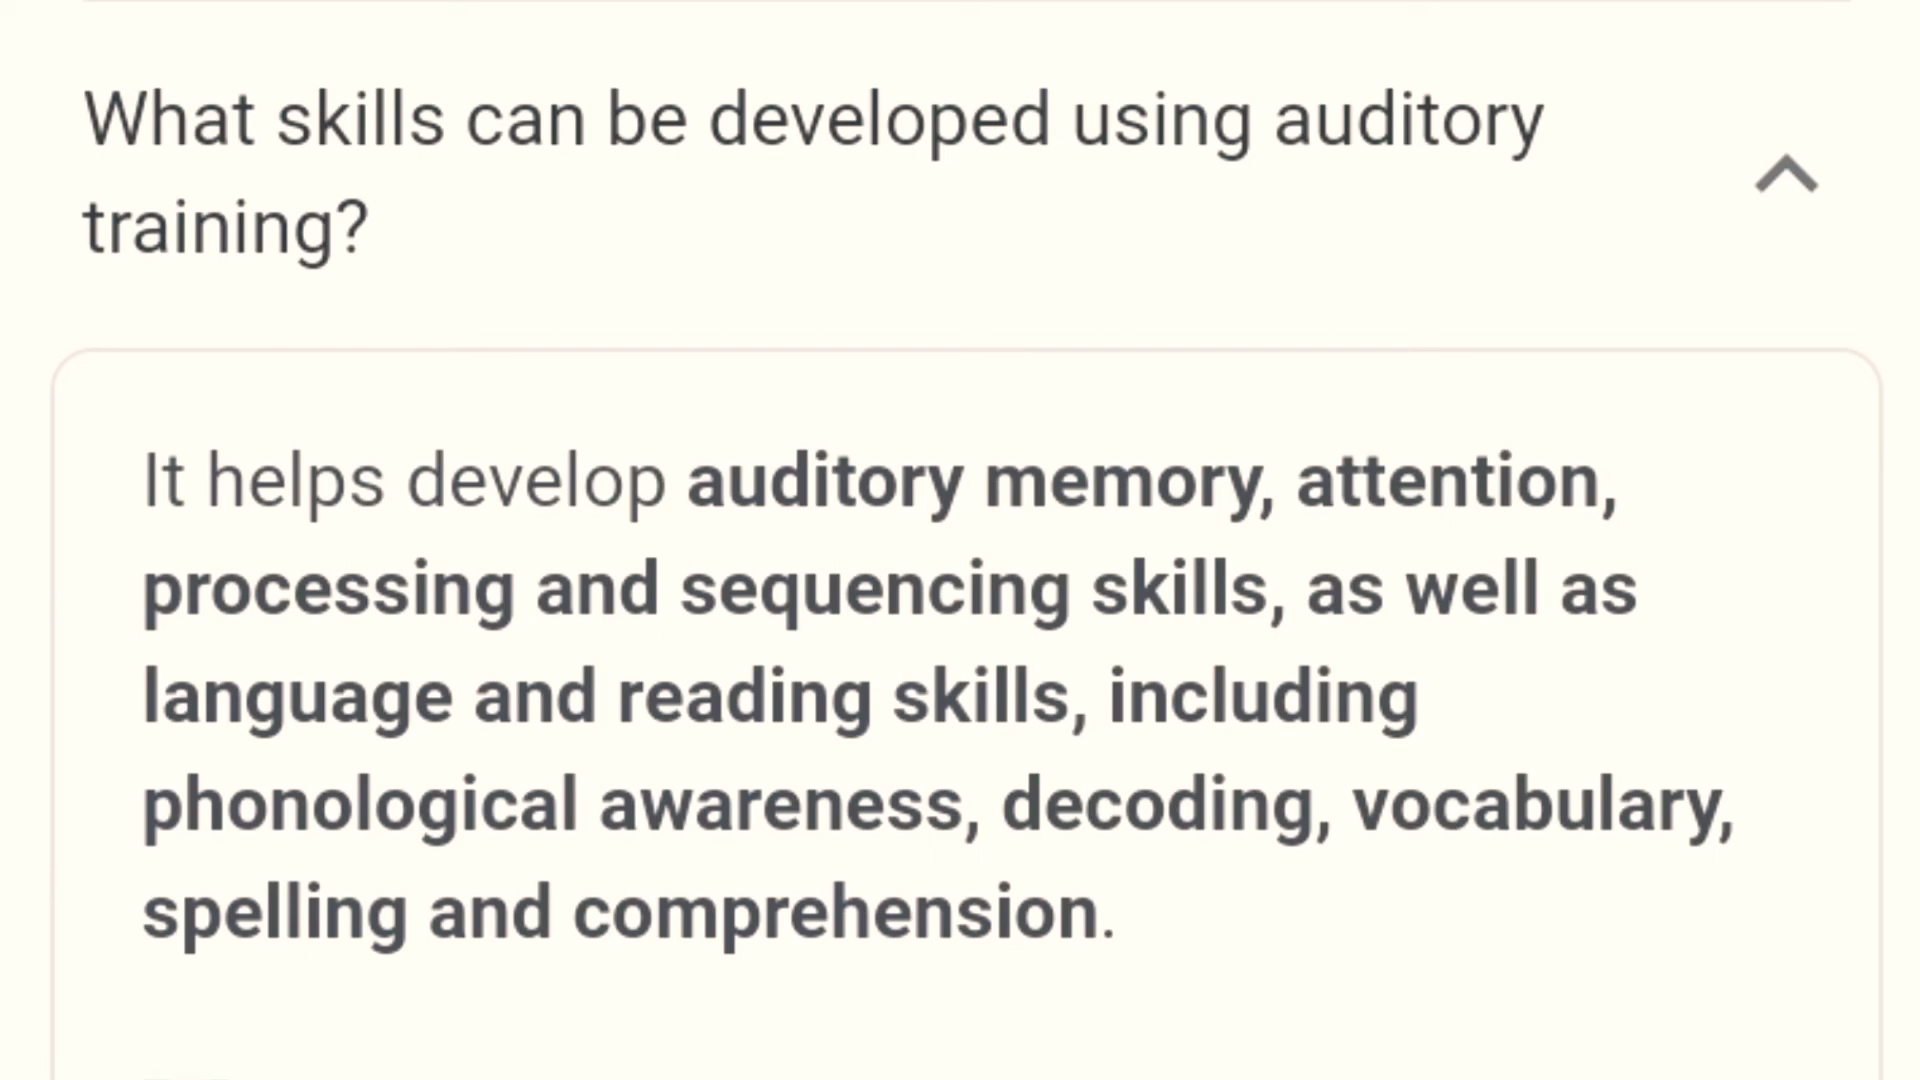 What skills can be developed using auditory
training?
It helps develop auditory memory, attention,
processing and sequencing skills, as well as
language and reading skills, including
phonological awareness, decoding, vocabulary,
spelling and comprehension.